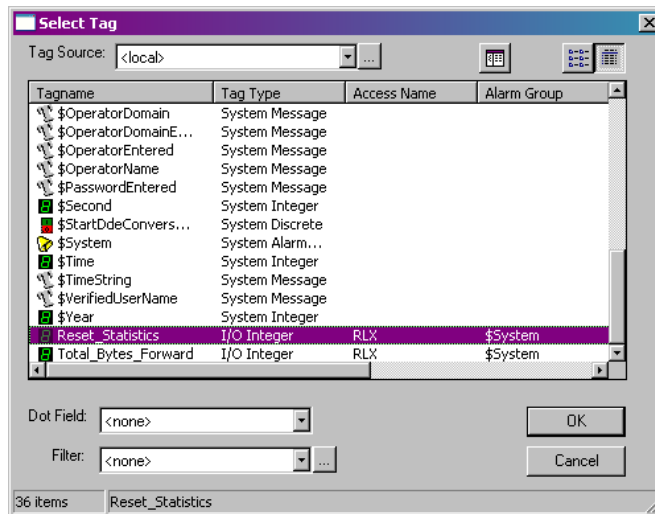 Select Tag
Tag Source: <local> ...
Tagname Tag Type Access Name Alarm Group
$OperatorDomain System Message
$OperatorDomainE... System Message
$OperatorEntered System Message
$OperatorName System Message
$PasswordEntered System Message
$Second System Integer
$StartDdeConvers... System Discrete
$System System Alarm...
$Time System Integer
$TimeString System Message
$VerifiedUserName System Message
$Year System Integer
Reset_Statistics I/O Integer RLX $System
Total_Bytes_Forward I/O Integer RLX $System
Dot Field: <none> OK
Filter: <none> ... Cancel
36 items Reset_Statistics